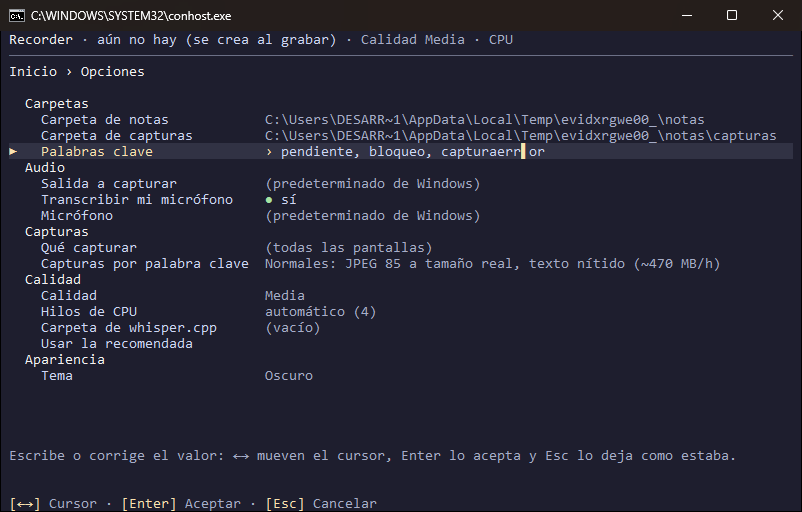 C:\WINDOWS\SYSTEM32\conhost.exe
Recorder · aún no hay (se crea al grabar) · Calidad Media · CPU
Inicio › Opciones
Carpetas
Carpeta de notas C:\Users\DESARR~1\AppData\Local\Temp\evidxrgwe00_\notas
Carpeta de capturas C:\Users\DESARR~1\AppData\Local\Temp\evidxrgwe00_\notas\capturas
► Palabras clave › pendiente, bloqueo, capturaerr or
Audio
Salida a capturar (predeterminado de Windows)
Transcribir mi micrófono ● sí
Micrófono (predeterminado de Windows)
Capturas
Qué capturar (todas las pantallas)
Capturas por palabra clave Normales: JPEG 85 a tamaño real, texto nítido (~470 MB/h)
Calidad
Calidad Media
Hilos de CPU automático (4)
Carpeta de whisper.cpp (vacío)
Usar la recomendada
Apariencia
Tema Oscuro
Escribe o corrige el valor: ↔ mueven el cursor, Enter lo acepta y Esc lo deja como estaba.
[↔] Cursor · [Enter] Aceptar · [Esc] Cancelar